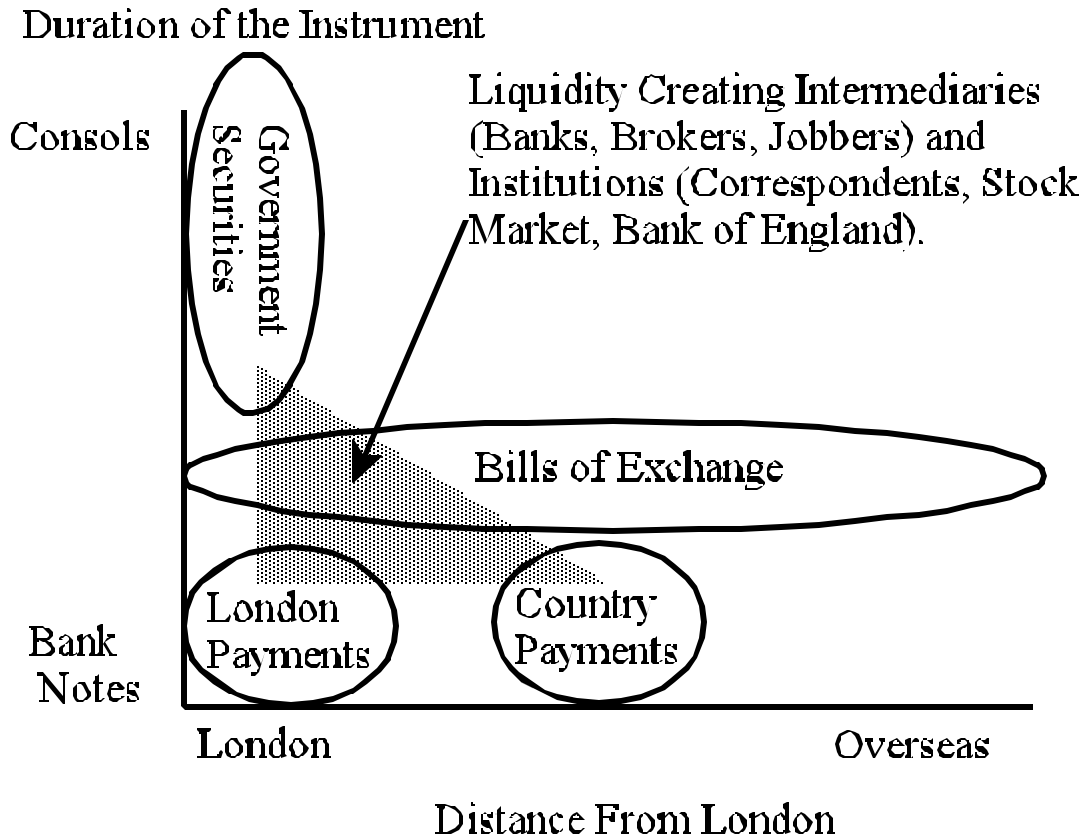 Duration of the Instrument
Liquidity Creating Intermediaries
(Banks, Brokers, Jobbers) and
Institutions (Correspondents, Stock
Market, Bank of England).
Consols
Government
Securities
Bills of Exchange
London
Payments
Country
Payments
Bank
Notes
London
Overseas
Distance From London